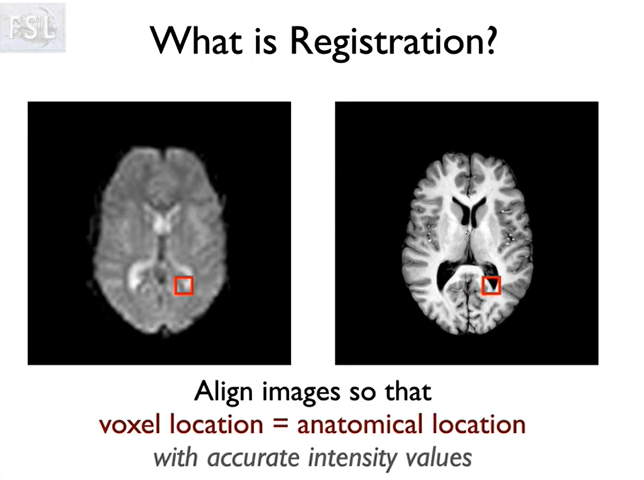 FSL
What is Registration?
Align images so that
voxel location = anatomical location
with accurate intensity values